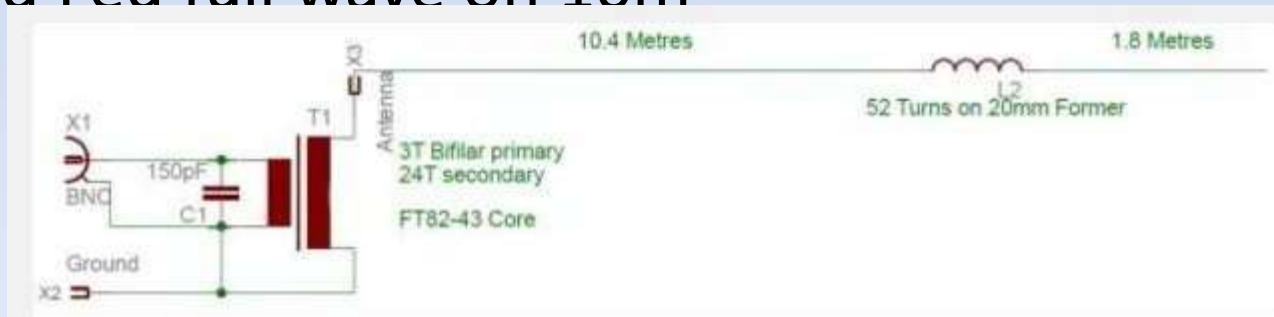 10.4 Metres
1.8 Metres
X3
Antenna
L2
52 Turns on 20mm Former
X1
T1
3T Bifilar primary
24T secondary
150pF
BNC
C1
FT82-43 Core
Ground
X2